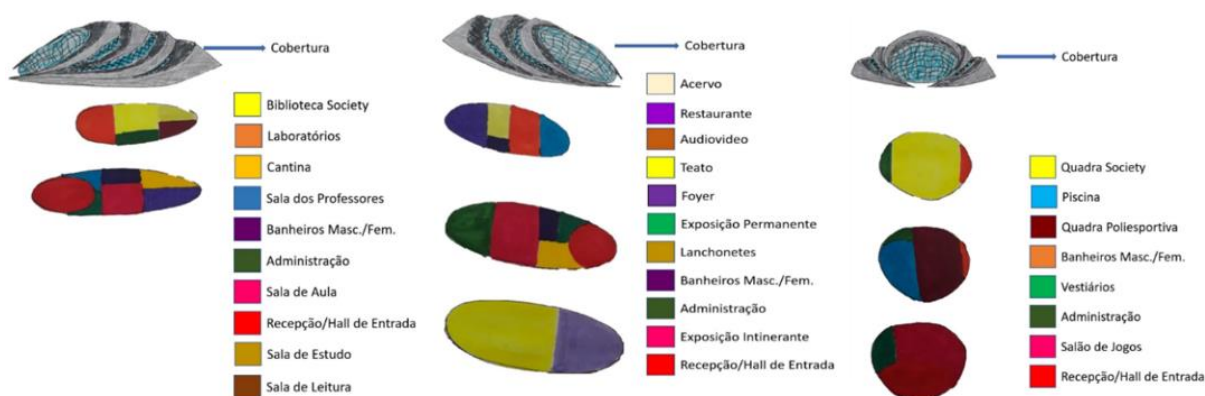 Cobertura
Biblioteca Society
Laboratórios
Cantina
Sala dos Professores
Banheiros Masc./Fem.
Administração
Sala de Aula
Recepção/Hall de Entrada
Sala de Estudo
Sala de Leitura
Cobertura
Acervo
Restaurante
Audiovideo
Teato
Foyer
Exposição Permanente
Lanchonetes
Banheiros Masc./Fem.
Administração
Exposição Intinerante
Recepção/Hall de Entrada
Cobertura
Quadra Society
Piscina
Quadra Poliesportiva
Banheiros Masc./Fem.
Vestiários
Administração
Salão de Jogos
Recepção/Hall de Entrada